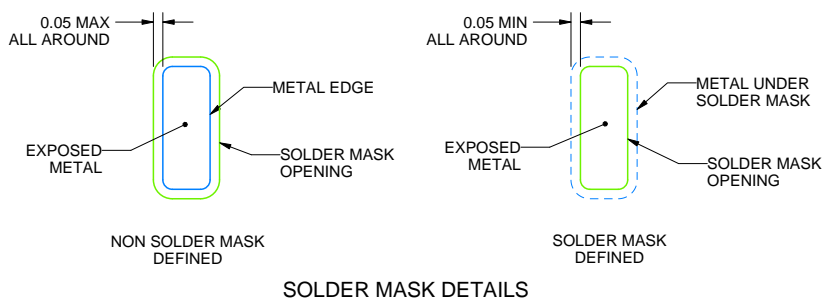 0.05 MAX
ALL AROUND
METAL EDGE
EXPOSED
METAL
SOLDER MASK
OPENING
NON SOLDER MASK
DEFINED
0.05 MIN
ALL AROUND
METAL UNDER
SOLDER MASK
EXPOSED
METAL
SOLDER MASK
OPENING
SOLDER MASK
DEFINED
SOLDER MASK DETAILS